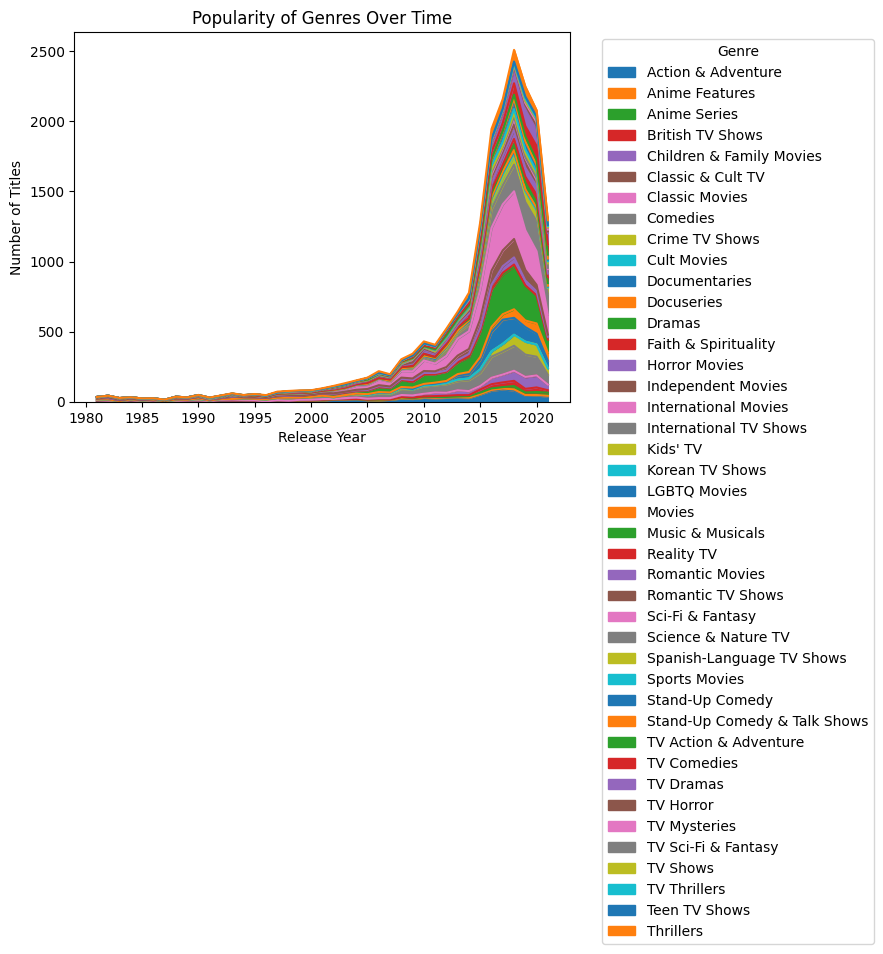 Popularity of Genres Over Time
Number of Titles
2500
2000
1500
1000
500
0
1980 1985 1990 1995 2000 2005 2010 2015 2020
Release Year
Genre
Action & Adventure
Anime Features
Anime Series
British TV Shows
Children & Family Movies
Classic & Cult TV
Classic Movies
Comedies
Crime TV Shows
Cult Movies
Documentaries
Docuseries
Dramas
Faith & Spirituality
Horror Movies
Independent Movies
International Movies
International TV Shows
Kids' TV
Korean TV Shows
LGBTQ Movies
Movies
Music & Musicals
Reality TV
Romantic Movies
Romantic TV Shows
Sci-Fi & Fantasy
Science & Nature TV
Spanish-Language TV Shows
Sports Movies
Stand-Up Comedy
Stand-Up Comedy & Talk Shows
TV Action & Adventure
TV Comedies
TV Dramas
TV Horror
TV Mysteries
TV Sci-Fi & Fantasy
TV Shows
TV Thrillers
Teen TV Shows
Thrillers